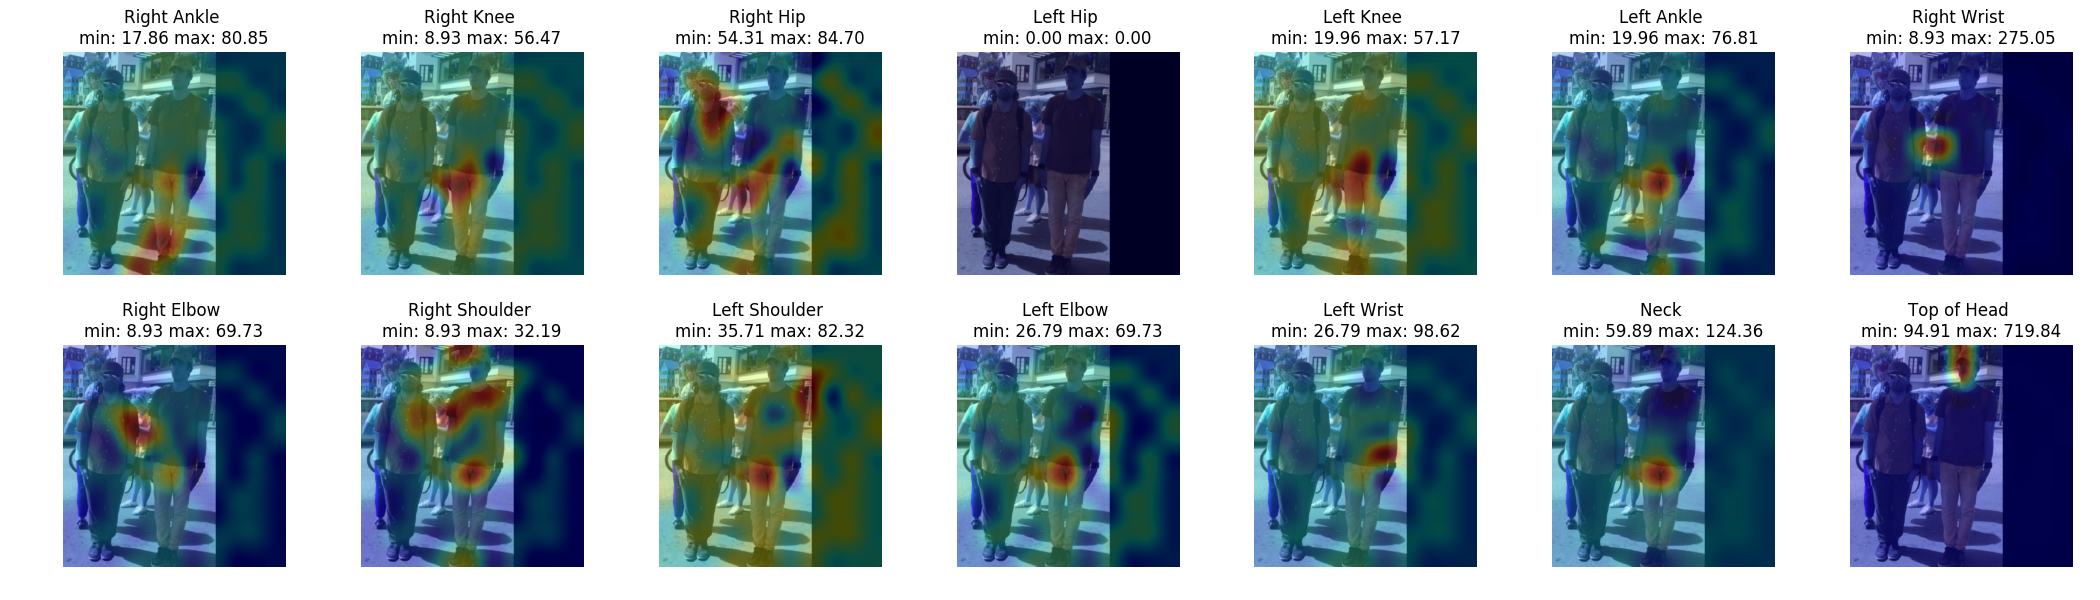 Right Ankle
min: 17.86 max: 80.85
Right Knee
min: 8.93 max: 56.47
Right Hip
min: 54.31 max: 84.70
Left Hip
min: 0.00 max: 0.00
Left Knee
min: 19.96 max: 57.17
Left Ankle
min: 19.96 max: 76.81
Right Wrist
min: 8.93 max: 275.05
Right Elbow
min: 8.93 max: 69.73
Right Shoulder
min: 8.93 max: 32.19
Left Shoulder
min: 35.71 max: 82.32
Left Elbow
min: 26.79 max: 69.73
Left Wrist
min: 26.79 max: 98.62
Neck
min: 59.89 max: 124.36
Top of Head
min: 94.91 max: 719.84